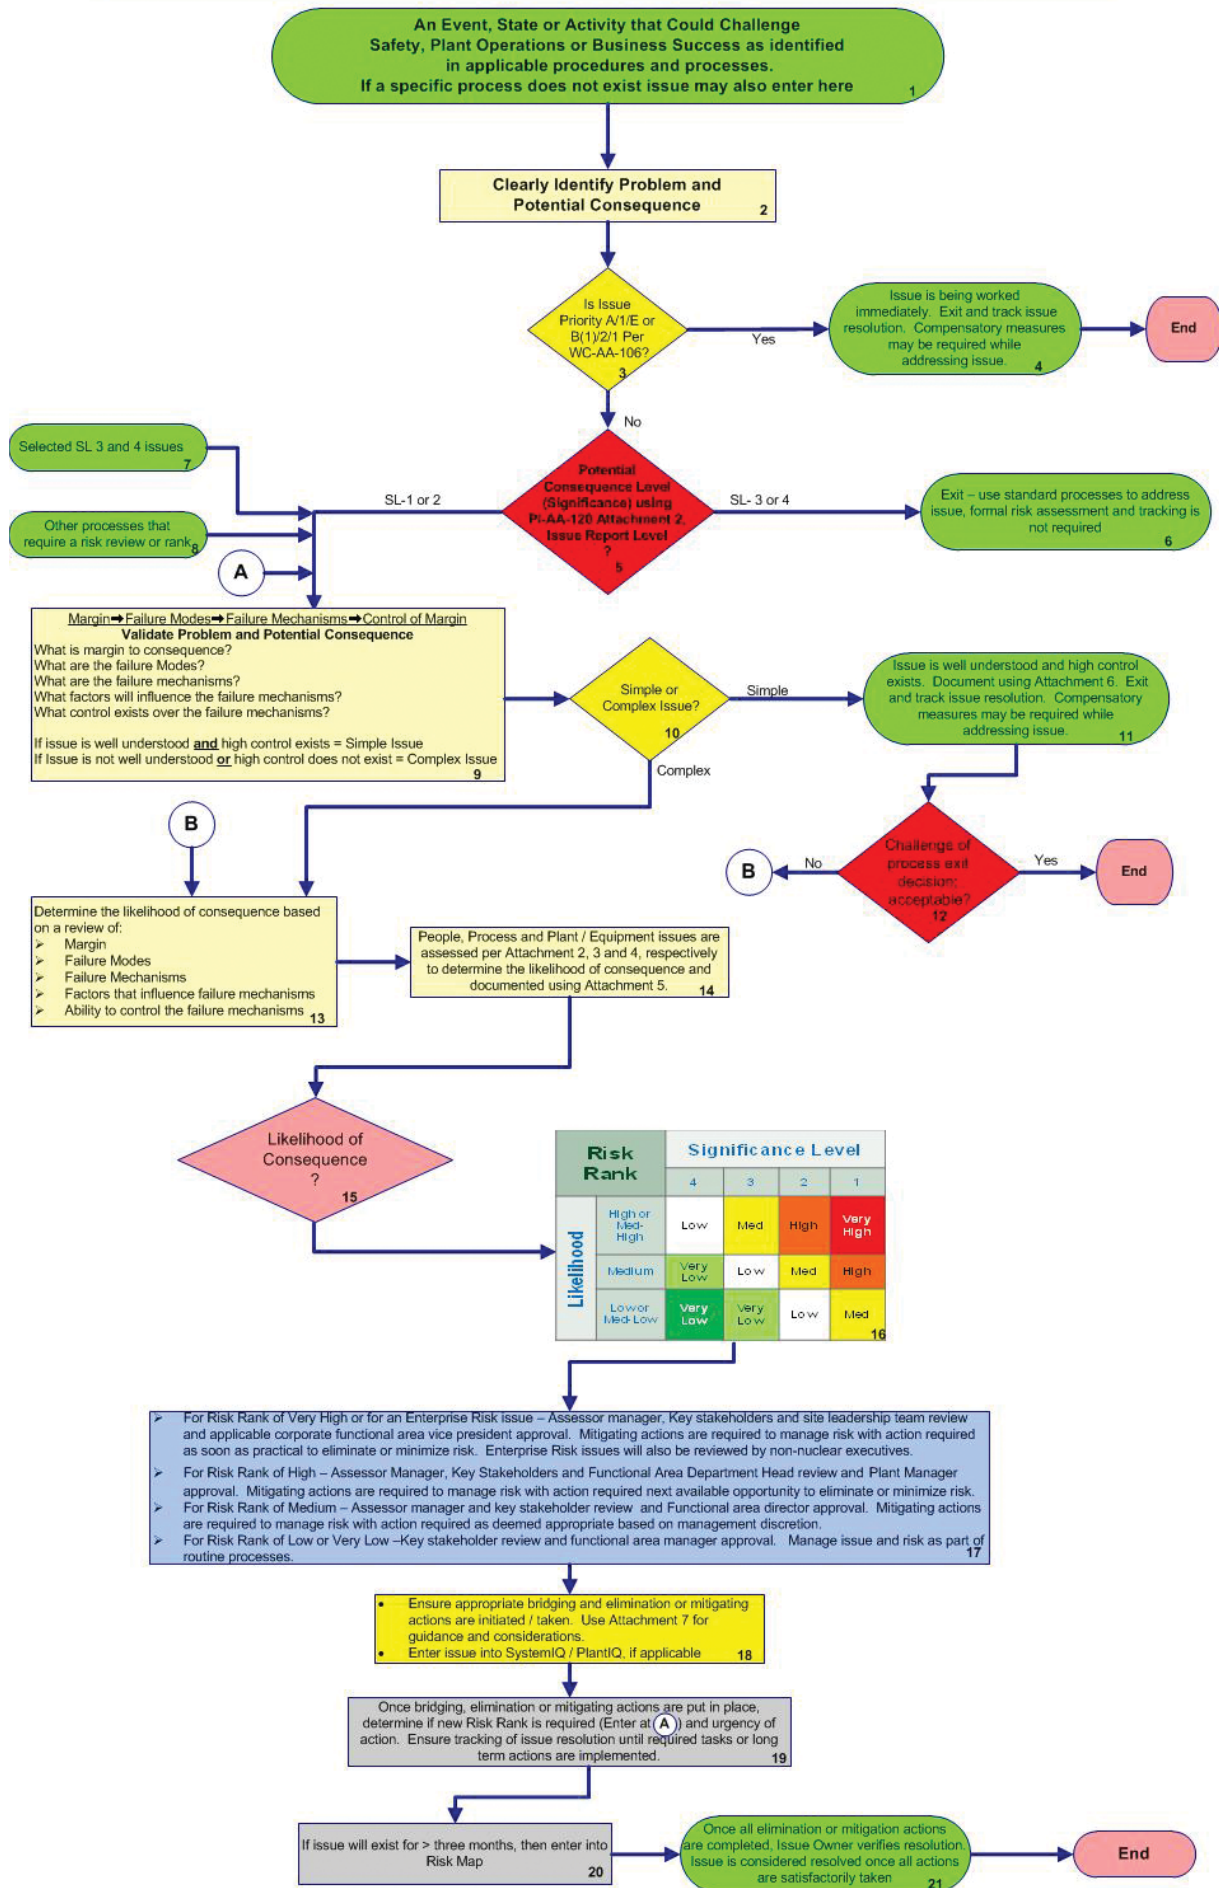 An Event, State or Activity that Could Challenge
Safety, Plant Operations or Business Success as identified
in applicable procedures and processes.
If a specific process does not exist issue may also enter here
1
Clearly Identify Problem and
Potential Consequence
2
Is Issue
Priority A/1/E or
B(1)/2/1 Per
WC-AA-106?
3
Yes
Issue is being worked
immediately. Exit and track issue
resolution. Compensatory measures
may be required while
addressing issue.
4
End
No
Selected SL 3 and 4 issues
7
Other processes that
require a risk review or rank
8
A
SL-1 or 2
Potential
Consequence Level
(Significance) using
PI-AA-120 Attachment 2,
Issue Report Level
?
5
SL- 3 or 4
Exit – use standard processes to address
issue, formal risk assessment and tracking is
not required
6
Margin➡Failure Modes➡Failure Mechanisms➡Control of Margin
Validate Problem and Potential Consequence
What is margin to consequence?
What are the failure Modes?
What are the failure mechanisms?
What factors will influence the failure mechanisms?
What control exists over the failure mechanisms?
If issue is well understood and high control exists = Simple Issue
If Issue is not well understood or high control does not exist = Complex Issue
9
Simple or
Complex Issue?
10
Simple
Complex
Issue is well understood and high control
exists. Document using Attachment 6. Exit
and track issue resolution. Compensatory
measures may be required while
addressing issue.
11
B
B
No
Challenge of
process exit
decision;
acceptable?
12
Yes
End
Determine the likelihood of consequence based
on a review of:
➢ Margin
➢ Failure Modes
➢ Failure Mechanisms
➢ Factors that influence failure mechanisms
➢ Ability to control the failure mechanisms
13
People, Process and Plant / Equipment issues are
assessed per Attachment 2, 3 and 4, respectively
to determine the likelihood of consequence and
documented using Attachment 5.
14
Likelihood of
Consequence
?
15
Risk
Rank
Significance Level
4 3 2 1
Likelihood
High or
Med-
High
Low Med High Very
High
Medium Very
Low Low Med High
Low or
Med-Low
Very
Low Very
Low Low Med
16
➢ For Risk Rank of Very High or for an Enterprise Risk issue – Assessor manager, Key stakeholders and site leadership team review
and applicable corporate functional area vice president approval. Mitigating actions are required to manage risk with action required
as soon as practical to eliminate or minimize risk. Enterprise Risk issues will also be reviewed by non-nuclear executives.
➢ For Risk Rank of High – Assessor Manager, Key Stakeholders and Functional Area Department Head review and Plant Manager
approval. Mitigating actions are required to manage risk with action required next available opportunity to eliminate or minimize risk.
➢ For Risk Rank of Medium – Assessor manager and key stakeholder review and Functional area director approval. Mitigating actions
are required to manage risk with action required as deemed appropriate based on management discretion.
➢ For Risk Rank of Low or Very Low –Key stakeholder review and functional area manager approval. Manage issue and risk as part of
routine processes.
17
• Ensure appropriate bridging and elimination or mitigating
actions are initiated / taken. Use Attachment 7 for
guidance and considerations.
• Enter issue into SystemIQ / PlantIQ, if applicable
18
Once bridging, elimination or mitigating actions are put in place,
determine if new Risk Rank is required (Enter at A ) and urgency of
action. Ensure tracking of issue resolution until required tasks or long
term actions are implemented.
19
If issue will exist for > three months, then enter into
Risk Map
20
Once all elimination or mitigation actions
are completed, Issue Owner verifies resolution.
Issue is considered resolved once all actions
are satisfactorily taken
21
End